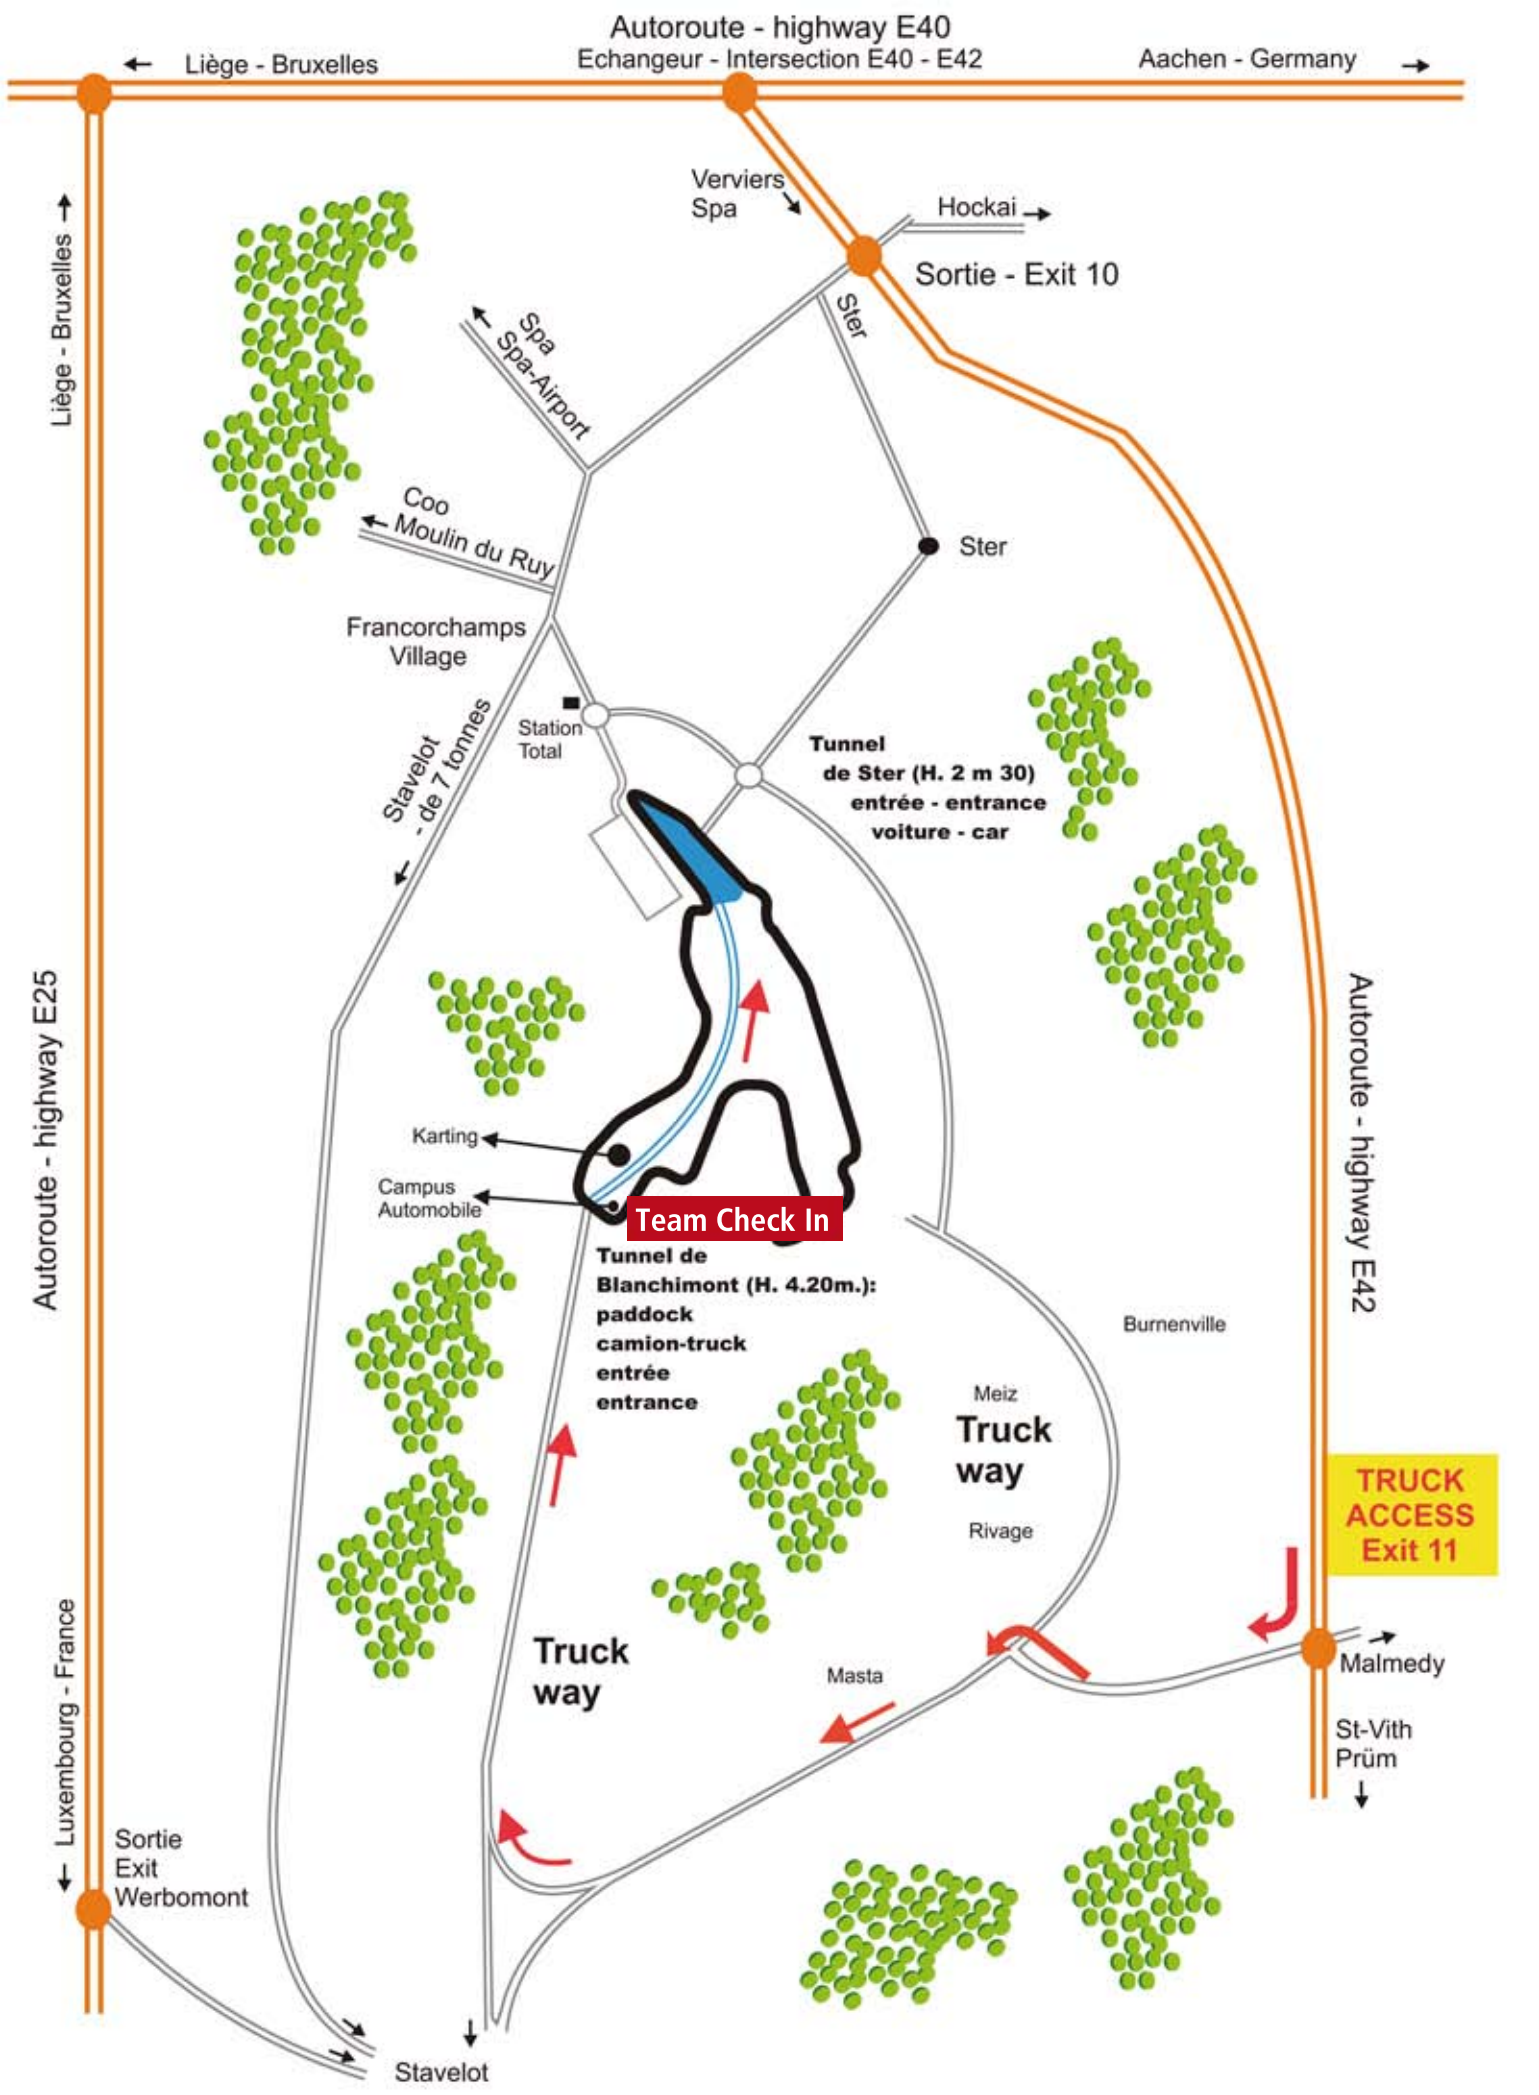 Autoroute - highway E40
Liège - Bruxelles
Echangeur - Intersection E40 - E42
Aachen - Germany
Verviers
Spa
Hockai
Sortie - Exit 10
Liège - Bruxelles
Ster
Spa
Spa-Airport
Coo
Moulin du Ruy
Ster
Francorchamps
Village
Station
Total
Stavelot
- de 7 tonnes
Tunnel
de Ster (H. 2 m 30)
entrée - entrance
voiture - car
Autoroute - highway E25
Autoroute - highway E42
Karting
Campus
Automobile
Team Check In
Tunnel de
Blanchimont (H. 4.20m.):
paddock
camion-truck
entrée
entrance
Burnenville
Meiz
Truck
way
Rivage
TRUCK
ACCESS
Exit 11
Luxembourg - France
Truck
way
Masta
Malmedy
St-Vith
Prüm
Sortie
Exit
Werbomont
Stavelot